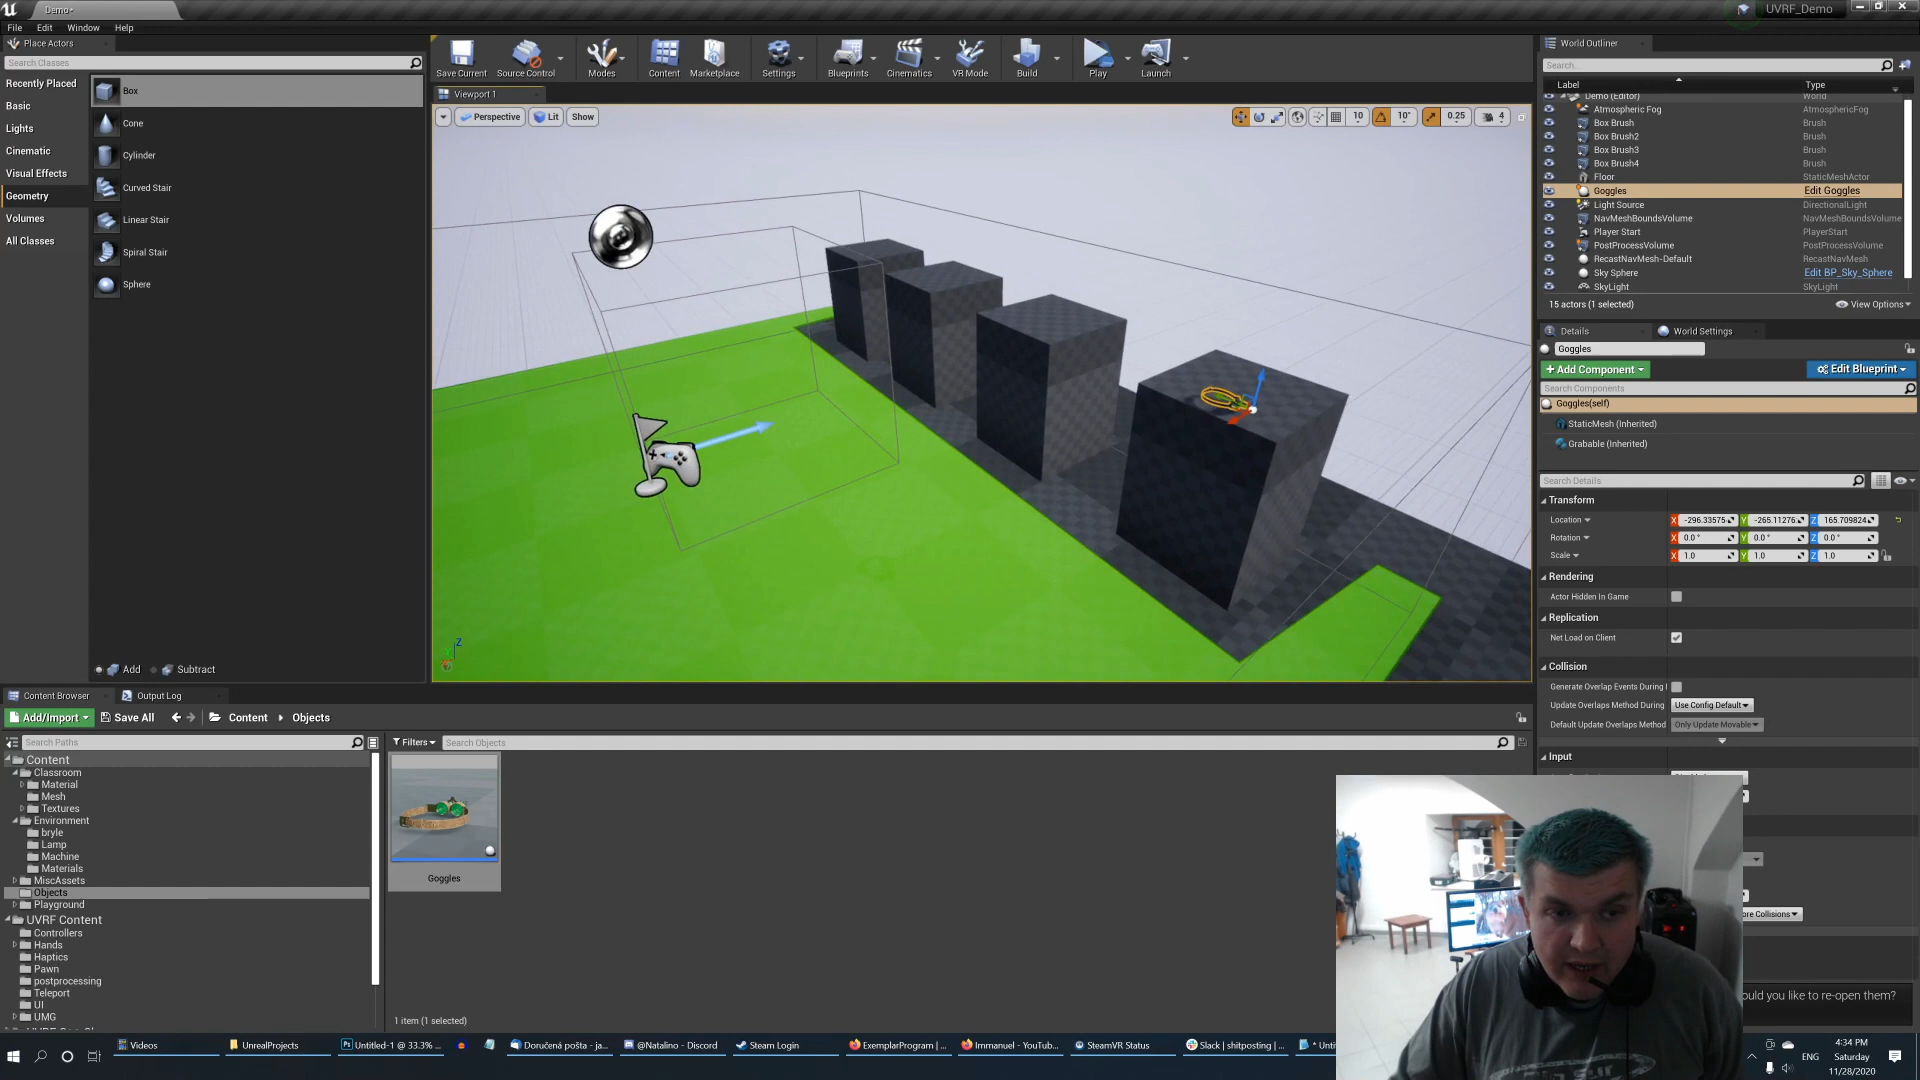 Demo*
UVRF_Demo
File Edit Window Help
Place Actors
Search Classes
Recently Placed
Basic
Lights
Cinematic
Visual Effects
Geometry
Volumes
All Classes
Box
Cone
Cylinder
Curved Stair
Linear Stair
Spiral Stair
Sphere
Add Subtract
Save Current Source Control Modes Content Marketplace Settings Blueprints Cinematics VR Mode Build Play Launch
Viewport 1
Perspective Lit Show
10 10° 0.25 4
Z
World Outliner
Search...
Label Type
Demo (Editor) World
Atmospheric Fog AtmosphericFog
Box Brush Brush
Box Brush2 Brush
Box Brush3 Brush
Box Brush4 Brush
Floor StaticMeshActor
Goggles Edit Goggles
Light Source DirectionalLight
NavMeshBoundsVolume NavMeshBoundsVolume
Player Start PlayerStart
PostProcessVolume PostProcessVolume
RecastNavMesh-Default RecastNavMesh
Sky Sphere Edit BP_Sky_Sphere
SkyLight SkyLight
15 actors (1 selected) View Options
Details World Settings
Goggles
+ Add Component Edit Blueprint
Search Components
Goggles(self)
StaticMesh (Inherited)
Grabable (Inherited)
Search Details
Transform
Location X -296.33575 Y -265.11276 Z 165.709824
Rotation X 0.0 ° Y 0.0 ° Z 0.0 °
Scale X 1.0 Y 1.0 Z 1.0
Rendering
Actor Hidden In Game
Replication
Net Load on Client
Collision
Generate Overlap Events During
Update Overlaps Method During Use Config Default
Default Update Overlaps Method Only Update Movable
Input
ore Collisions
ould you like to re-open them?
Content Browser Output Log
Add/Import Save All Content Objects
Search Paths
Filters Search Objects
Content
Classroom
Material
Mesh
Textures
Environment
bryle
Lamp
Machine
Materials
MiscAssets
Objects
Playground
UVRF Content
Controllers
Hands
Haptics
Pawn
postprocessing
Teleport
UI
UMG
Goggles
1 item (1 selected)
Videos UnrealProjects Untitled-1 @ 33.3% ... Doručená pošta - ja... @Natalino - Discord Steam Login ExemplarProgram | ... Immanuel - YouTub... SteamVR Status Slack | shitposting | ... * Unti
ENG
4:34 PM
Saturday
11/28/2020